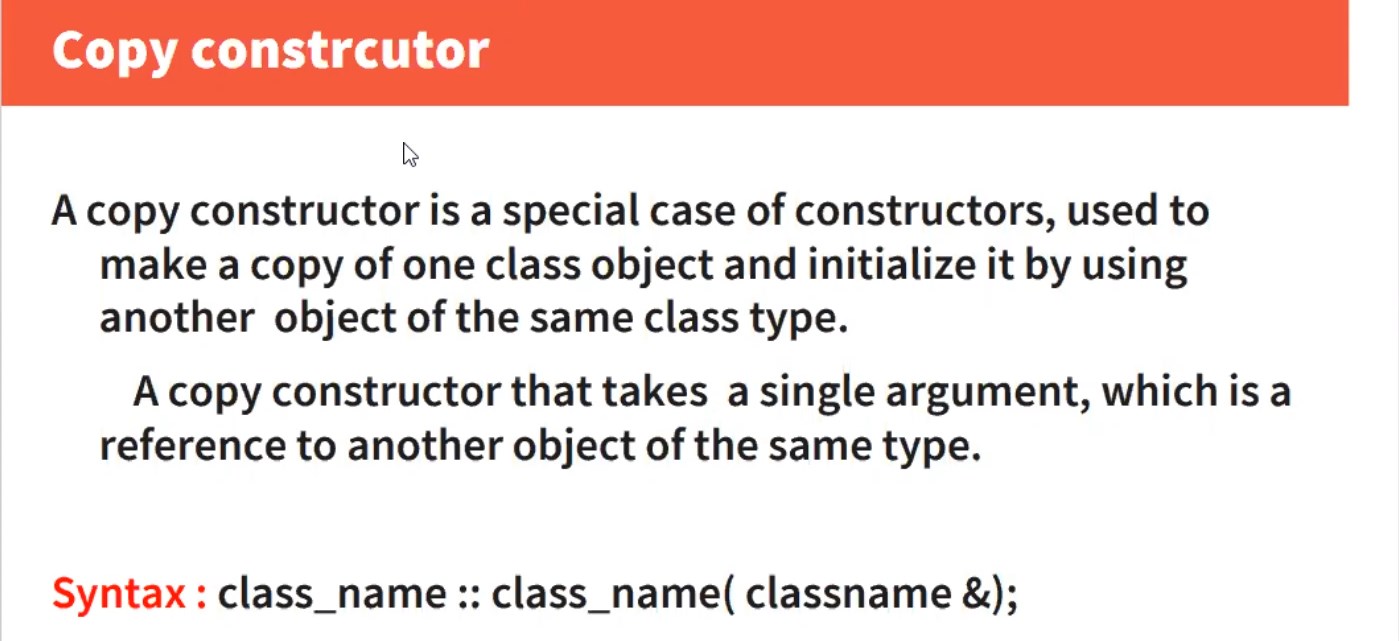 Copy constrcutor
A copy constructor is a special case of constructors, used to
make a copy of one class object and initialize it by using
another object of the same class type.
A copy constructor that takes a single argument, which is a
reference to another object of the same type.
Syntax : class_name :: class_name( classname &);